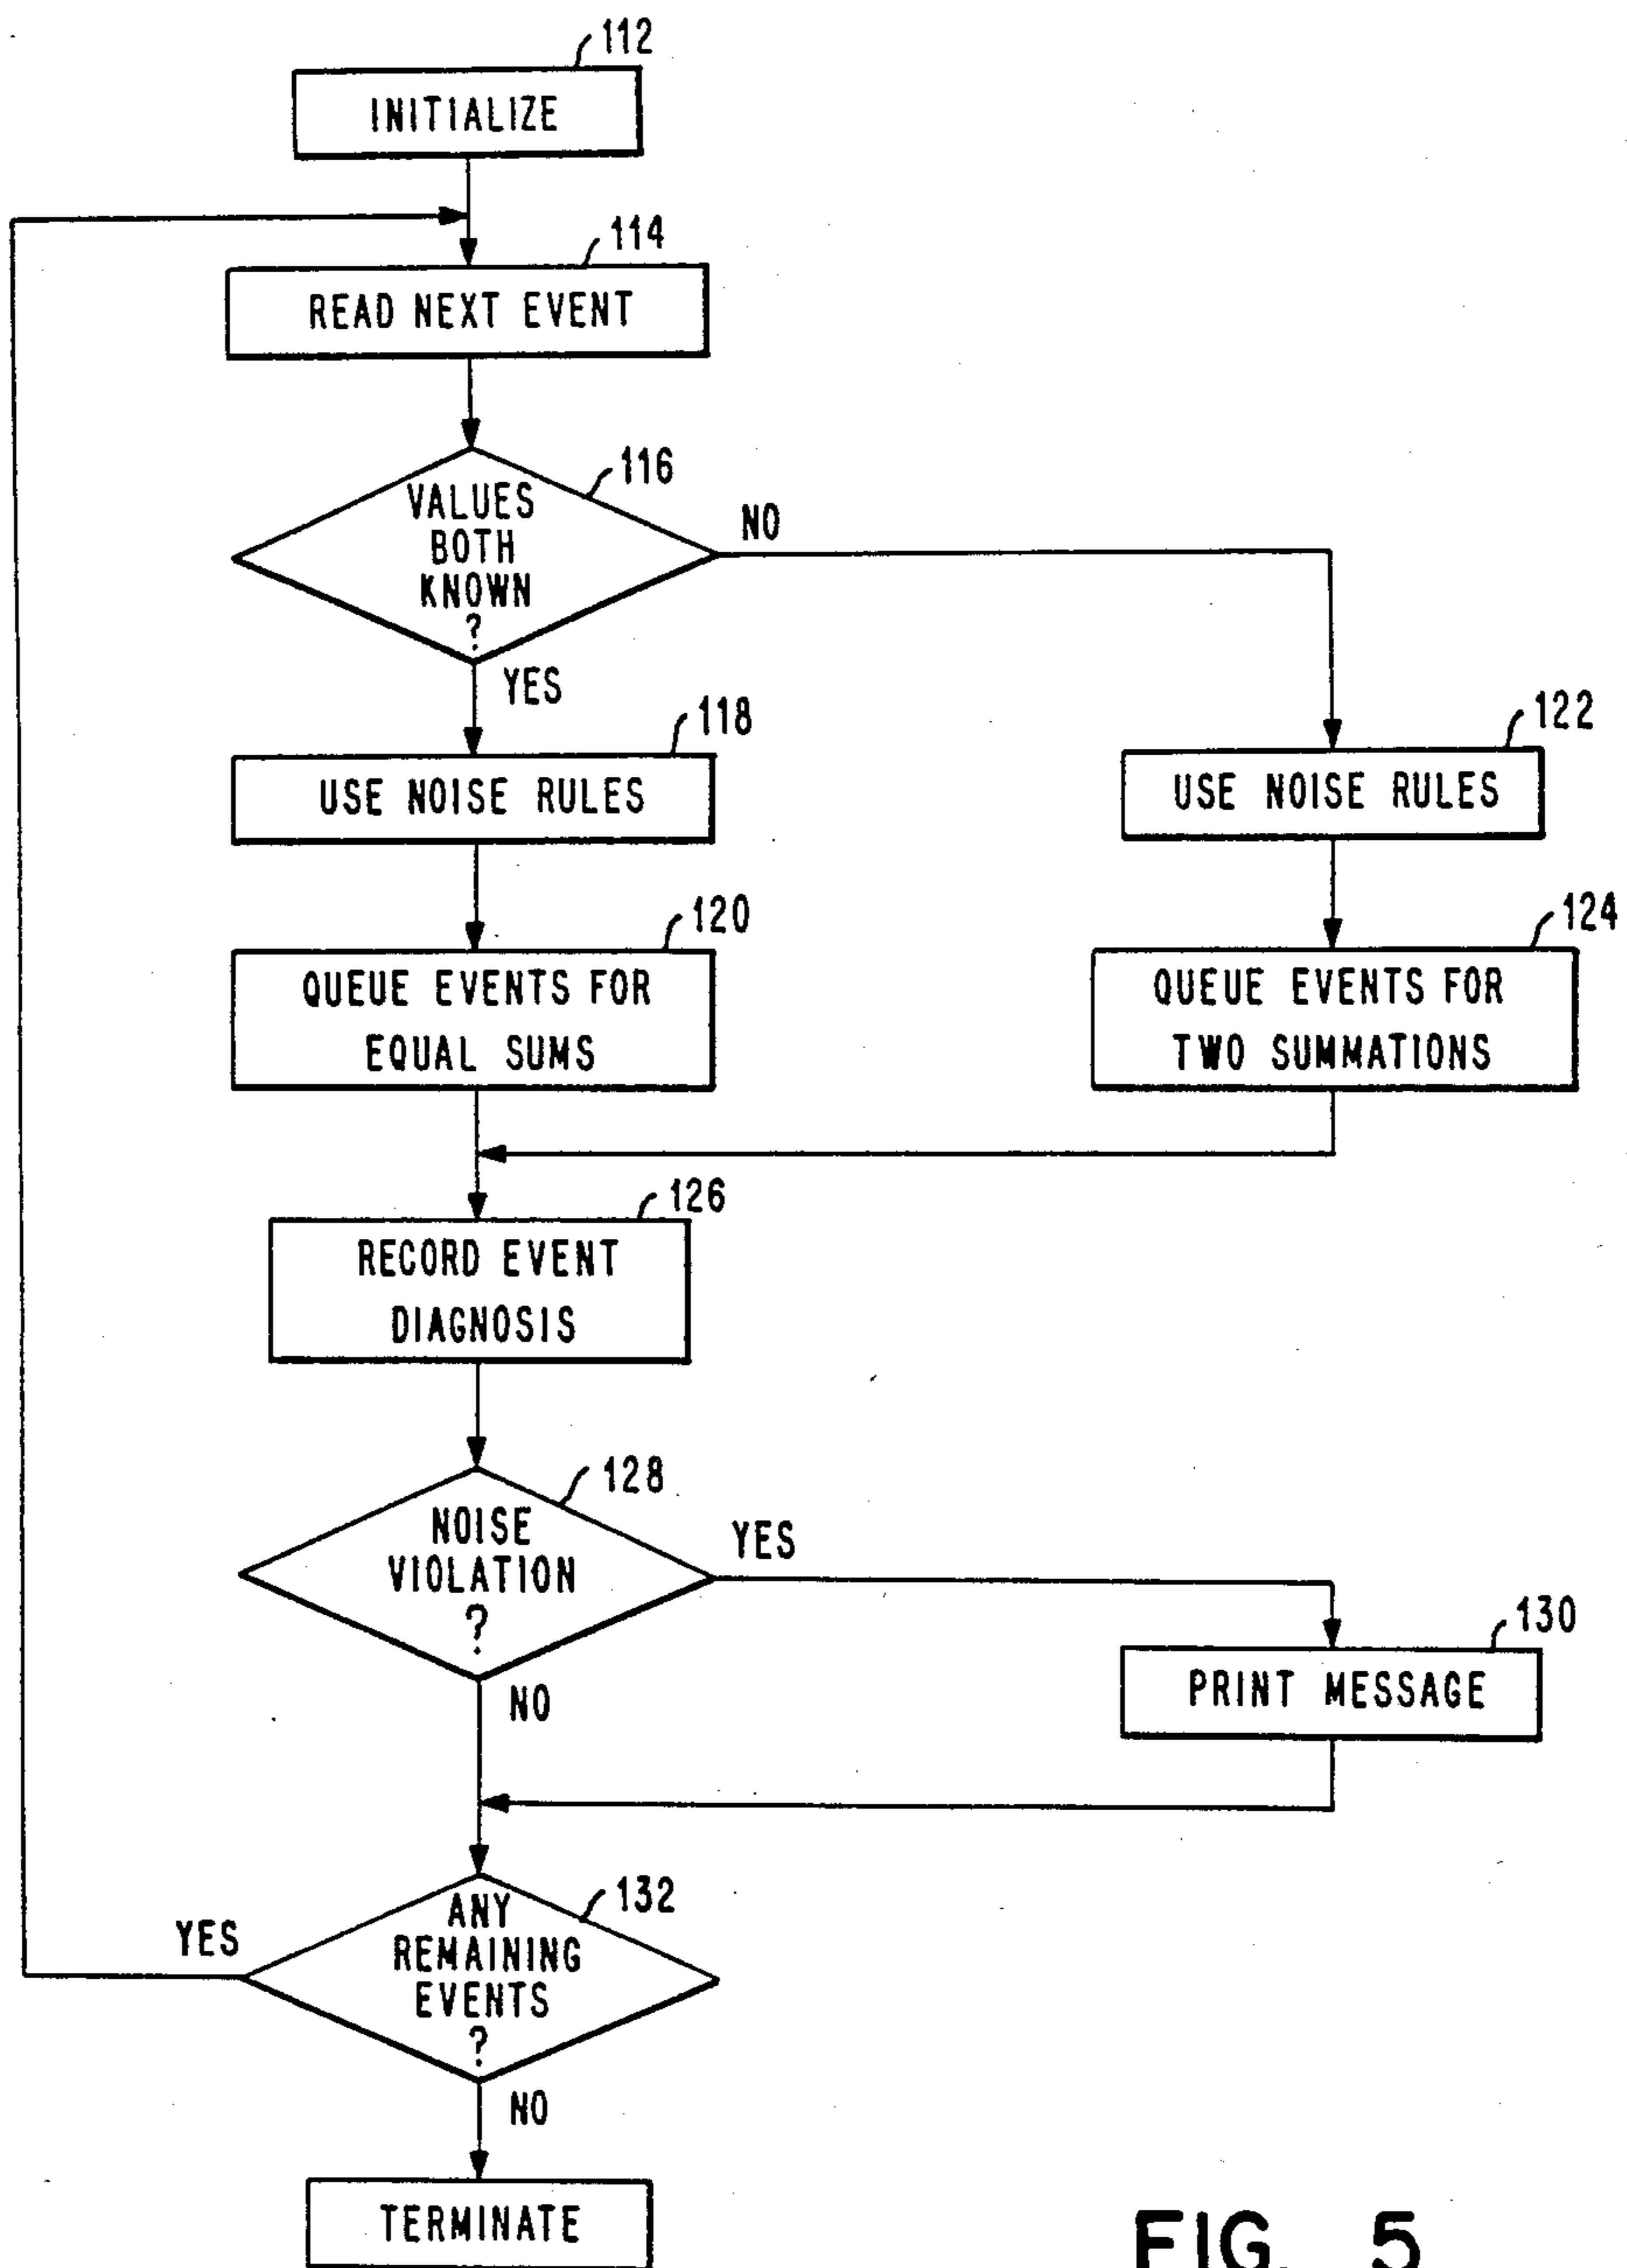 112
INITIALIZE
114
READ NEXT EVENT
116
VALUES
BOTH
KNOWN
?
NO
YES
118
USE NOISE RULES
122
USE NOISE RULES
120
QUEUE EVENTS FOR
EQUAL SUMS
124
QUEUE EVENTS FOR
TWO SUMMATIONS
126
RECORD EVENT
DIAGNOSIS
128
NOISE
VIOLATION
?
YES
NO
130
PRINT MESSAGE
132
ANY
REMAINING
EVENTS
?
YES
NO
TERMINATE
FIG. 5